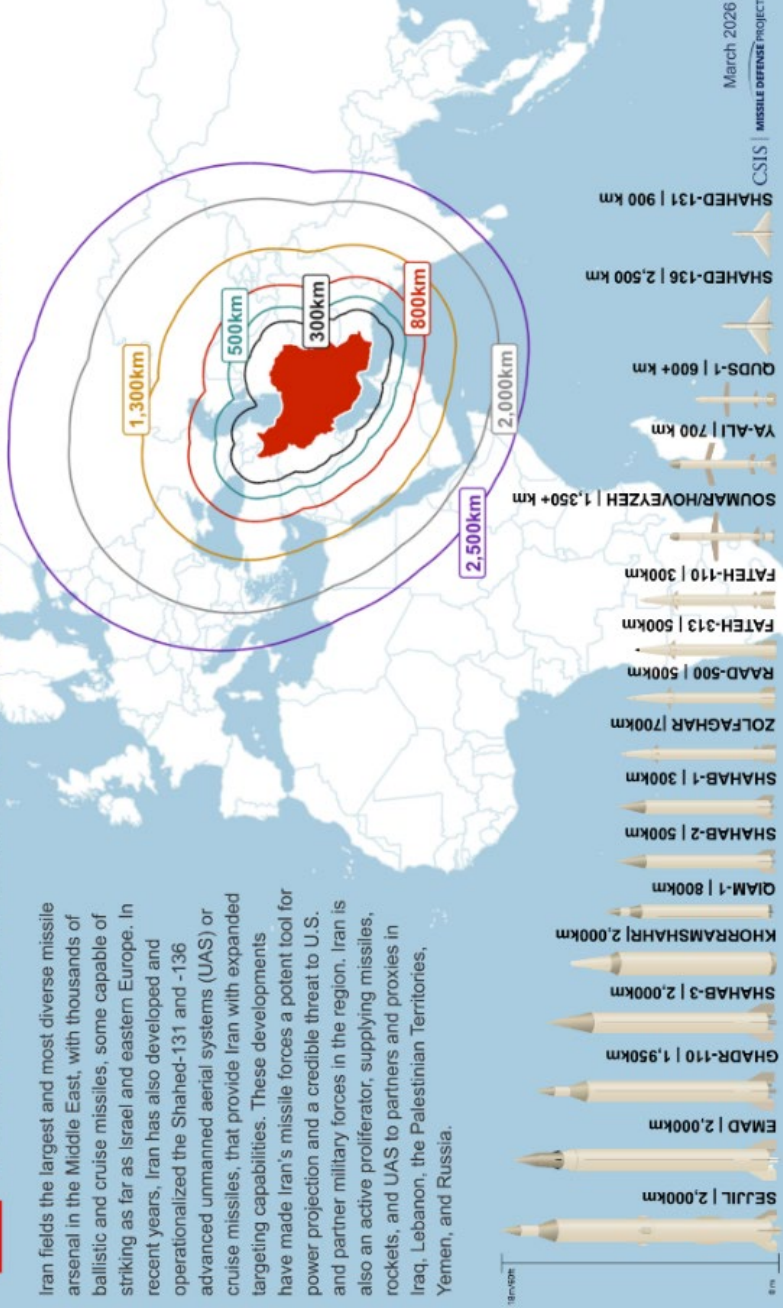 Iran fields the largest and most diverse missile
arsenal in the Middle East, with thousands of
ballistic and cruise missiles, some capable of
striking as far as Israel and eastern Europe. In
recent years, Iran has also developed and
operationalized the Shahed-131 and -136
advanced unmanned aerial systems (UAS) or
cruise missiles, that provide Iran with expanded
targeting capabilities. These developments
have made Iran's missile forces a potent tool for
power projection and a credible threat to U.S.
and partner military forces in the region. Iran is
also an active proliferator, supplying missiles,
rockets, and UAS to partners and proxies in
Iraq, Lebanon, the Palestinian Territories,
Yemen, and Russia.
1,300km
500km
300km
800km
2,000km
2,500km
18m/60ft
0 m
SEJJIL | 2,000km
EMAD | 2,000km
GHADR-110 | 1,950km
SHAHAB-3 | 2,000km
KHORRAMSHAHR| 2,000km
QIAM-1 | 800km
SHAHAB-2 | 500km
SHAHAB-1 | 300km
ZOLFAGHAR |700km
RAAD-500 | 500km
FATEH-313 | 500km
FATEH-110 | 300km
SOUMAR/HOVEYZEH | 1,350+ km
YA-ALI | 700 km
QUDS-1 | 600+ km
SHAHED-136 | 2,500 km
SHAHED-131 | 900 km
March 2026
CSIS | MISSILE DEFENSE PROJECT